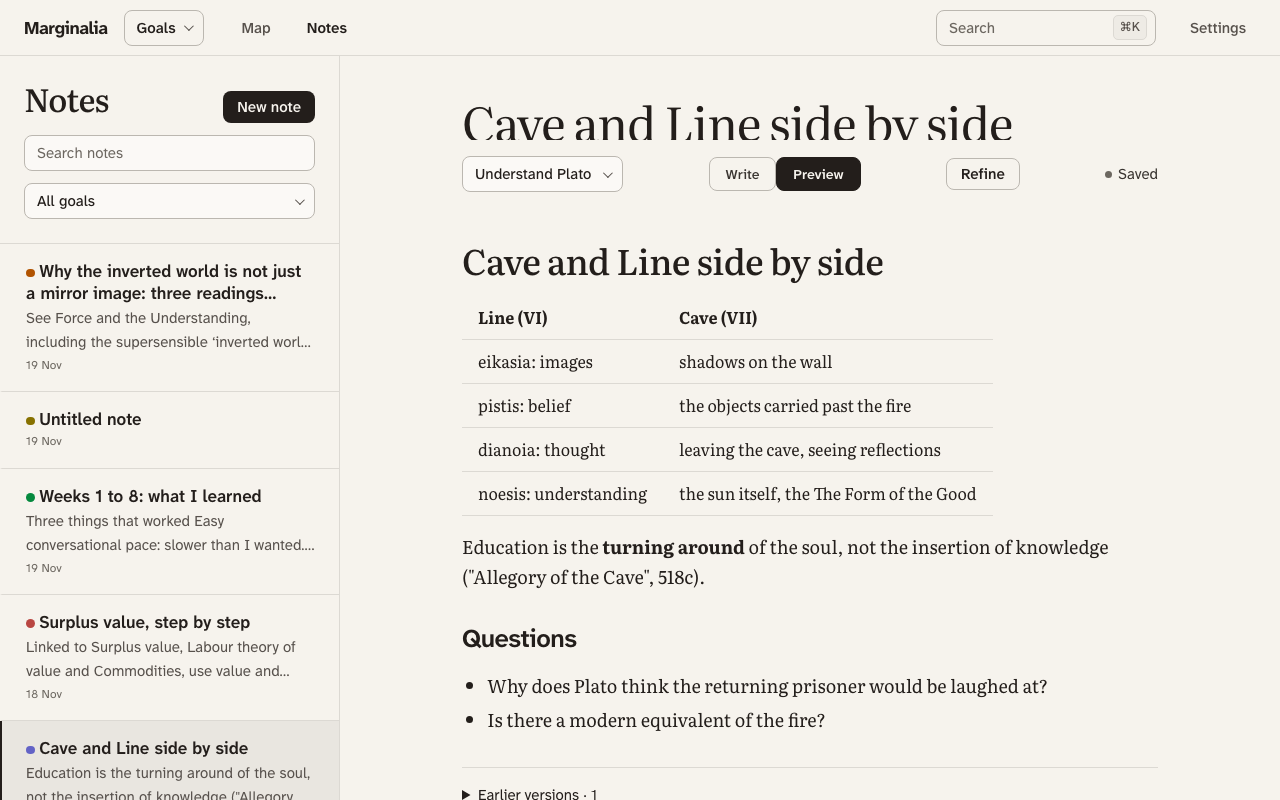 Marginalia
Goals
Map
Notes
Search
⌘K
Settings
Notes
New note
Search notes
All goals
Why the inverted world is not just
a mirror image: three readings...
See Force and the Understanding,
including the supersensible ‘inverted worl...
19 Nov
Untitled note
19 Nov
Weeks 1 to 8: what I learned
Three things that worked Easy
conversational pace: slower than I wanted....
19 Nov
Surplus value, step by step
Linked to Surplus value, Labour theory of
value and Commodities, use value and...
18 Nov
Cave and Line side by side
Education is the turning around of the soul,
not the insertion of knowledge ("Allegory
Cave and Line side by side
Understand Plato
Write
Preview
Refine
Saved
Cave and Line side by side
Line (VI) Cave (VII)
eikasia: images shadows on the wall
pistis: belief the objects carried past the fire
dianoia: thought leaving the cave, seeing reflections
noesis: understanding the sun itself, the The Form of the Good
Education is the turning around of the soul, not the insertion of knowledge
("Allegory of the Cave", 518c).
Questions
Why does Plato think the returning prisoner would be laughed at?
Is there a modern equivalent of the fire?
Earlier versions · 1